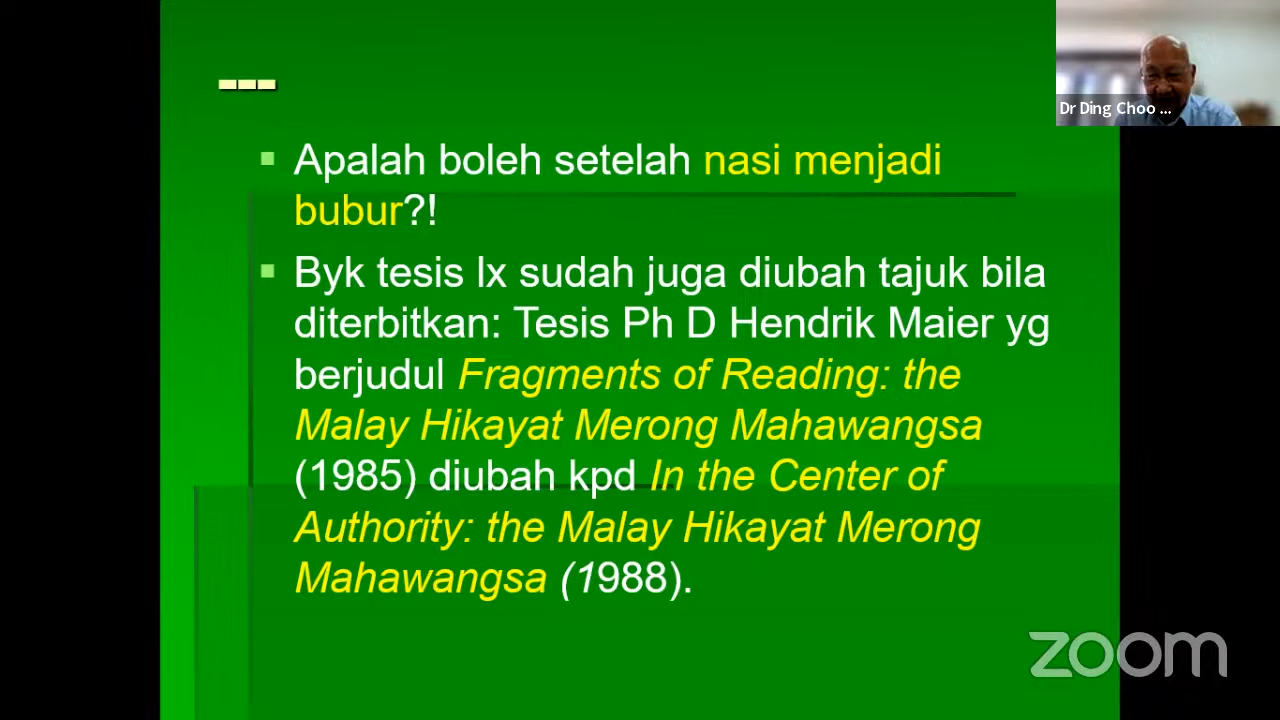 ---
Dr Ding Choo ...
Apalah boleh setelah nasi menjadi
bubur?!
Byk tesis lx sudah juga diubah tajuk bila
diterbitkan: Tesis Ph D Hendrik Maier yg
berjudul Fragments of Reading: the
Malay Hikayat Merong Mahawangsa
(1985) diubah kpd In the Center of
Authority: the Malay Hikayat Merong
Mahawangsa (1988).
zoom